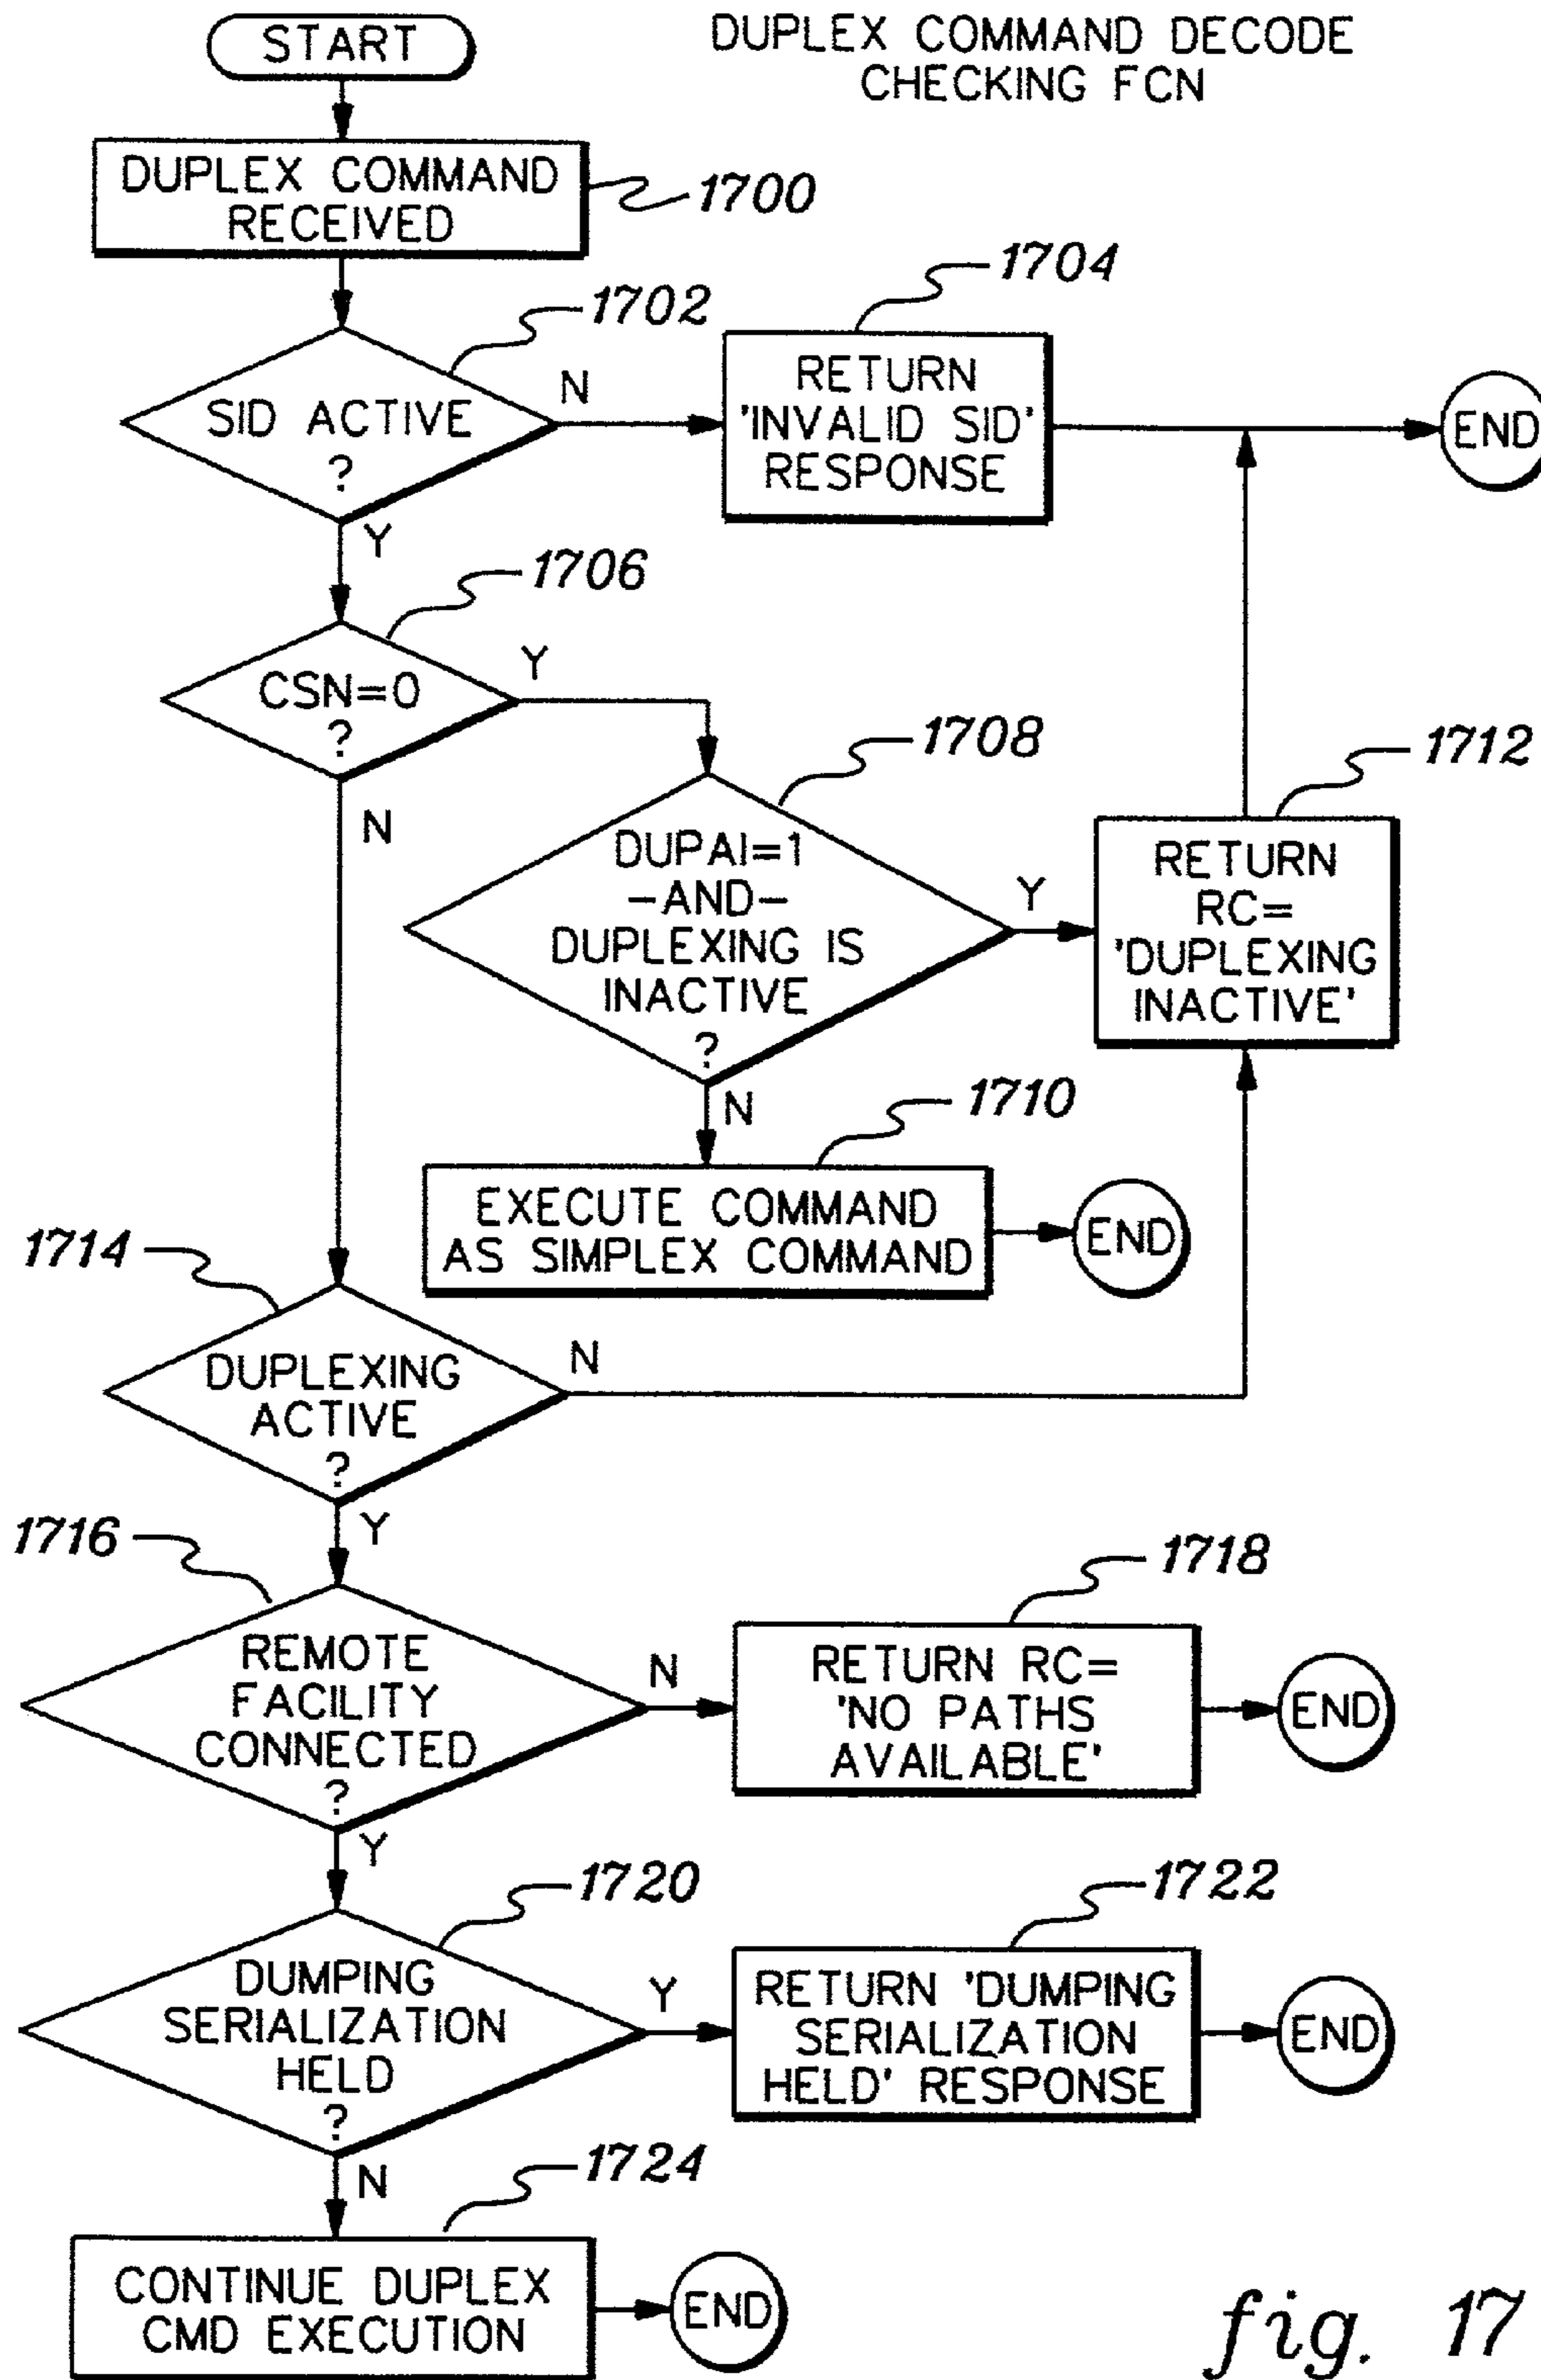 DUPLEX COMMAND DECODE
CHECKING FCN
START
DUPLEX COMMAND
RECEIVED
1700
1702
SID ACTIVE
?
N
Y
1704
RETURN
'INVALID SID'
RESPONSE
END
1706
CSN=0
?
Y
N
1708
DUPAI=1
-AND-
DUPLEXING IS
INACTIVE
?
Y
N
1712
RETURN
RC=
'DUPLEXING
INACTIVE'
1710
EXECUTE COMMAND
AS SIMPLEX COMMAND
END
1714
DUPLEXING
ACTIVE
?
N
Y
1716
REMOTE
FACILITY
CONNECTED
?
N
Y
1718
RETURN RC=
'NO PATHS
AVAILABLE'
END
1720
DUMPING
SERIALIZATION
HELD
?
Y
N
1722
RETURN 'DUMPING
SERIALIZATION
HELD' RESPONSE
END
1724
CONTINUE DUPLEX
CMD EXECUTION
END
fig. 17